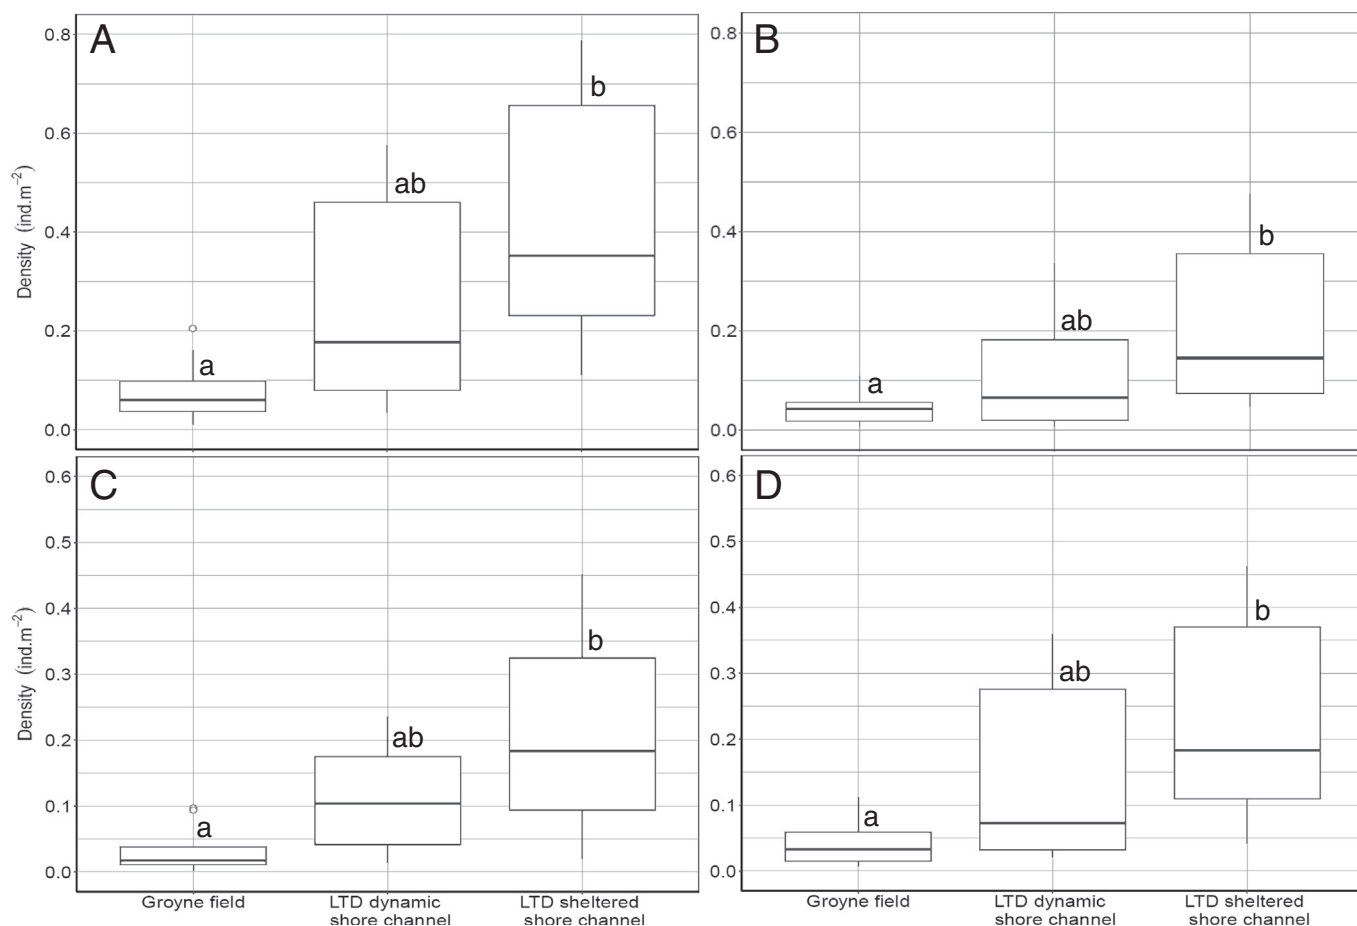 A
B
0.8
0.6
0.4
0.2
0.0
Density (ind.m⁻²)
a
ab
b
0.8
0.6
0.4
0.2
0.0
a
ab
b
C
D
0.6
0.5
0.4
0.3
0.2
0.1
0.0
Density (ind.m⁻²)
a
ab
b
Groyne field
LTD dynamic
shore channel
LTD sheltered
shore channel
0.6
0.5
0.4
0.3
0.2
0.1
0.0
a
ab
b
Groyne field
LTD dynamic
shore channel
LTD sheltered
shore channel